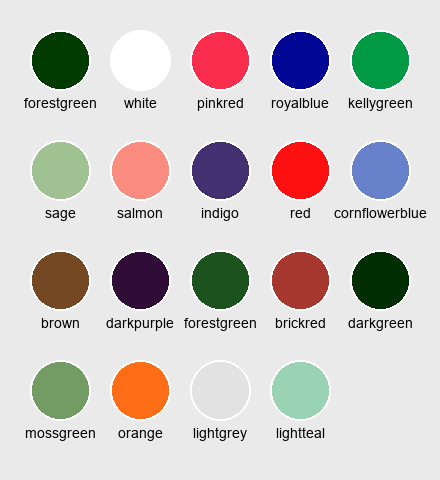 forestgreen white pinkred royalblue kellygreen
sage salmon indigo red cornflowerblue
brown darkpurple forestgreen brickred darkgreen
mossgreen orange lightgrey lightteal